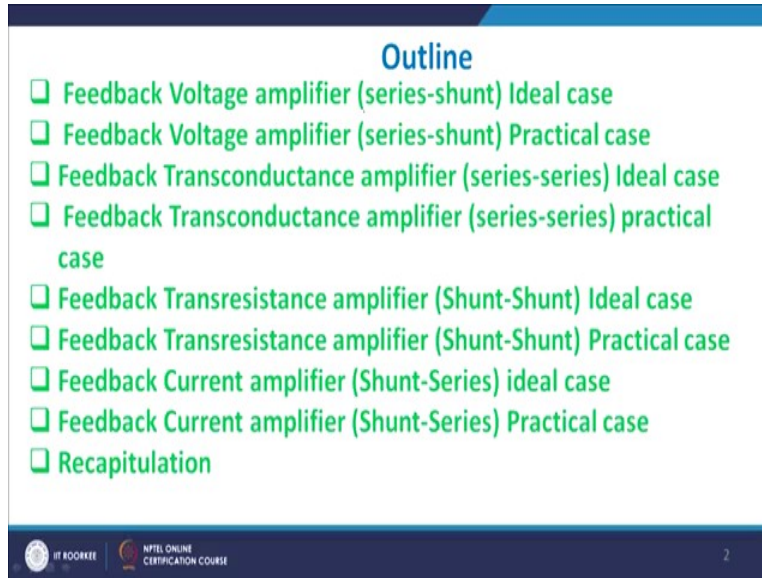 Outline
Feedback Voltage amplifier (series-shunt) Ideal case
Feedback Voltage amplifier (series-shunt) Practical case
Feedback Transconductance amplifier (series-series) Ideal case
Feedback Transconductance amplifier (series-series) practical
case
Feedback Transresistance amplifier (Shunt-Shunt) Ideal case
Feedback Transresistance amplifier (Shunt-Shunt) Practical case
Feedback Current amplifier (Shunt-Series) ideal case
Feedback Current amplifier (Shunt-Series) Practical case
Recapitulation
IIT ROORKEE
NPTEL ONLINE
CERTIFICATION COURSE
2